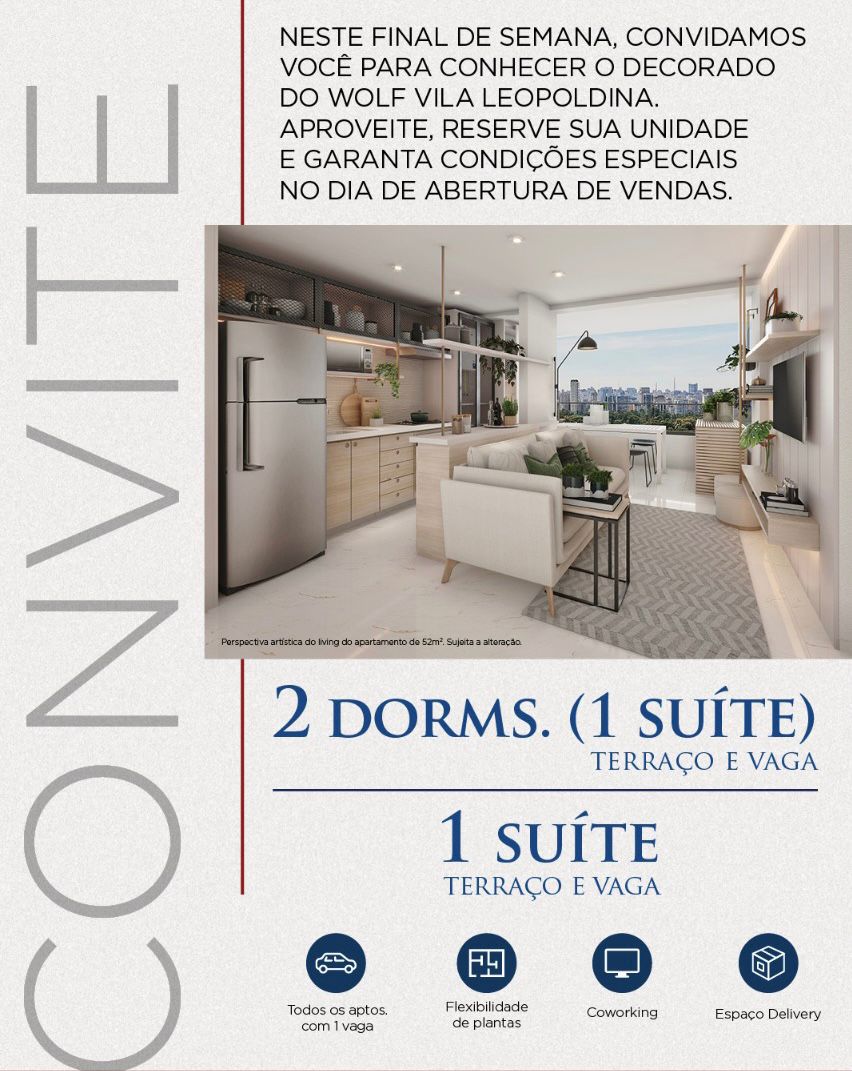 CONVITE
NESTE FINAL DE SEMANA, CONVIDAMOS
VOCÊ PARA CONHECER O DECORADO
DO WOLF VILA LEOPOLDINA.
APROVEITE, RESERVE SUA UNIDADE
E GARANTA CONDIÇÕES ESPECIAIS
NO DIA DE ABERTURA DE VENDAS.
Perspectiva artística do living do apartamento de 52m². Sujeita a alteração.
2 DORMS. (1 SUÍTE)
TERRAÇO E VAGA
1 SUÍTE
TERRAÇO E VAGA
Todos os aptos.
com 1 vaga
Flexibilidade
de plantas
Coworking
Espaço Delivery